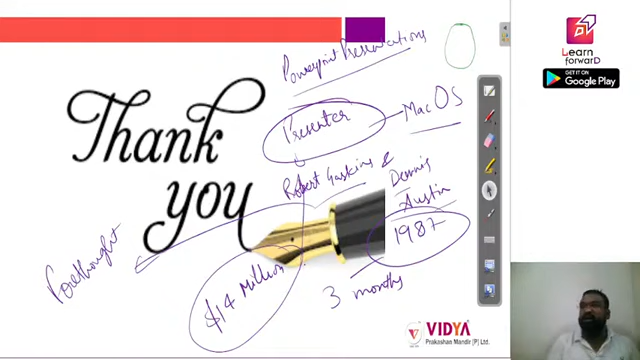 Powerpoint Presentations
Learn
forwarD
GET IT ON
Google Play
Thank
you
Presenter
MacOS
Robert Gaskins &
Dennis
Austin
1987
Forethought
$14 Million
3 months
VIDYA
Prakashan Mandir (P) Ltd.